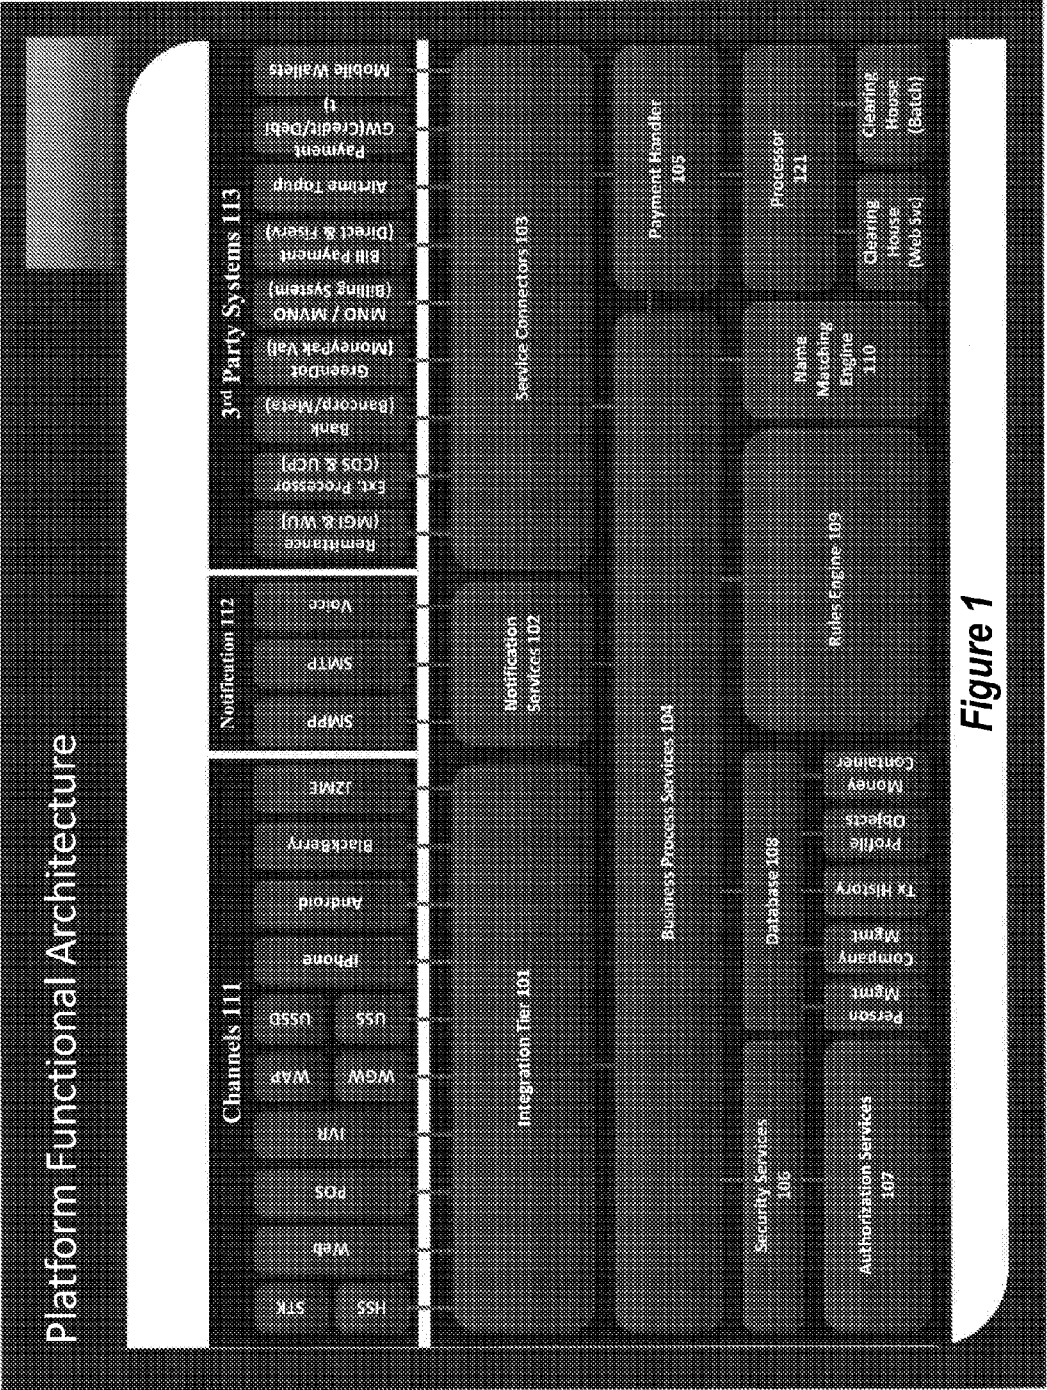 Platform Functional Architecture
Channels 111
STK
HSS
Web
POS
IVR
WAP
WGW
USSD
USS
iPhone
Android
BlackBerry
J2ME
Notification 112
SMPP
SMTP
Voice
3rd Party Systems 113
Remittance
(MGI & WU)
Ext. Processor
(CDS & UCP)
Bank
(Bancorp/Meta)
GreenDot
(MoneyPak Val)
MNO / MVNO
(Billing System)
Bill Payment
(Direct & Fiserv)
Airtime Topup
Payment
GW(Credit/Debi
t)
Mobile Wallets
Integration Tier 101
Notification
Services 102
Service Connectors 103
Business Process Services 104
Payment Handler
105
Security Services
106
Authorization Services
107
Database 108
Person
Mgmt
Company
Mgmt
Tx History
Profile
Objects
Money
Container
Rules Engine 109
Name
Matching
Engine
110
Processor
121
Clearing
House
(Web Svc)
Clearing
House
(Batch)
Figure 1